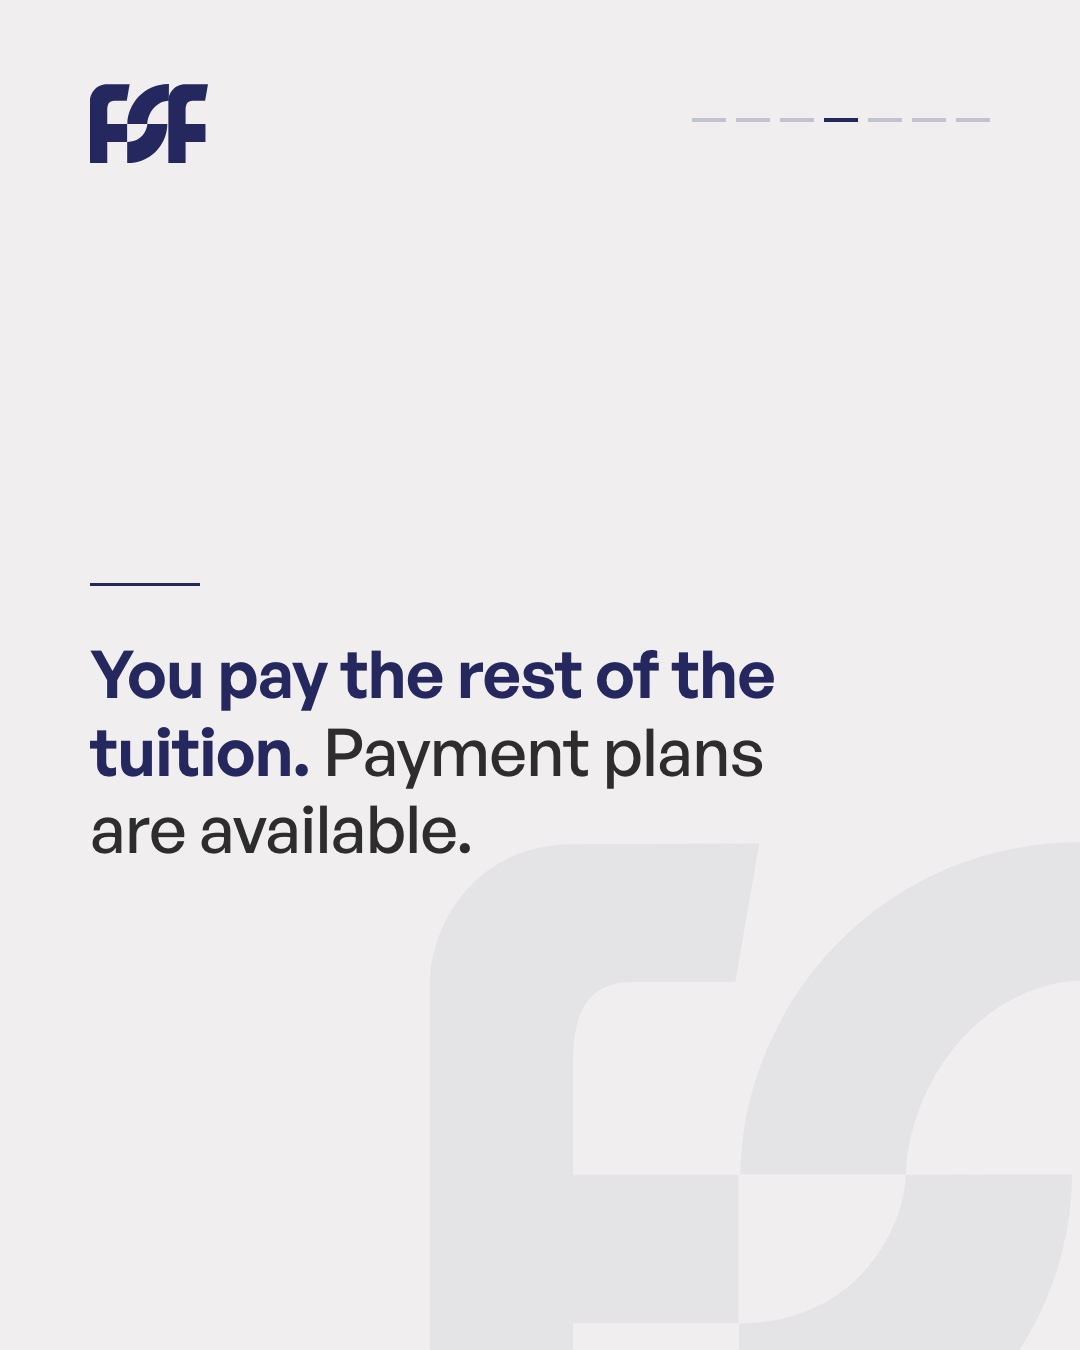 FSF
You pay the rest of the
tuition. Payment plans
are available.